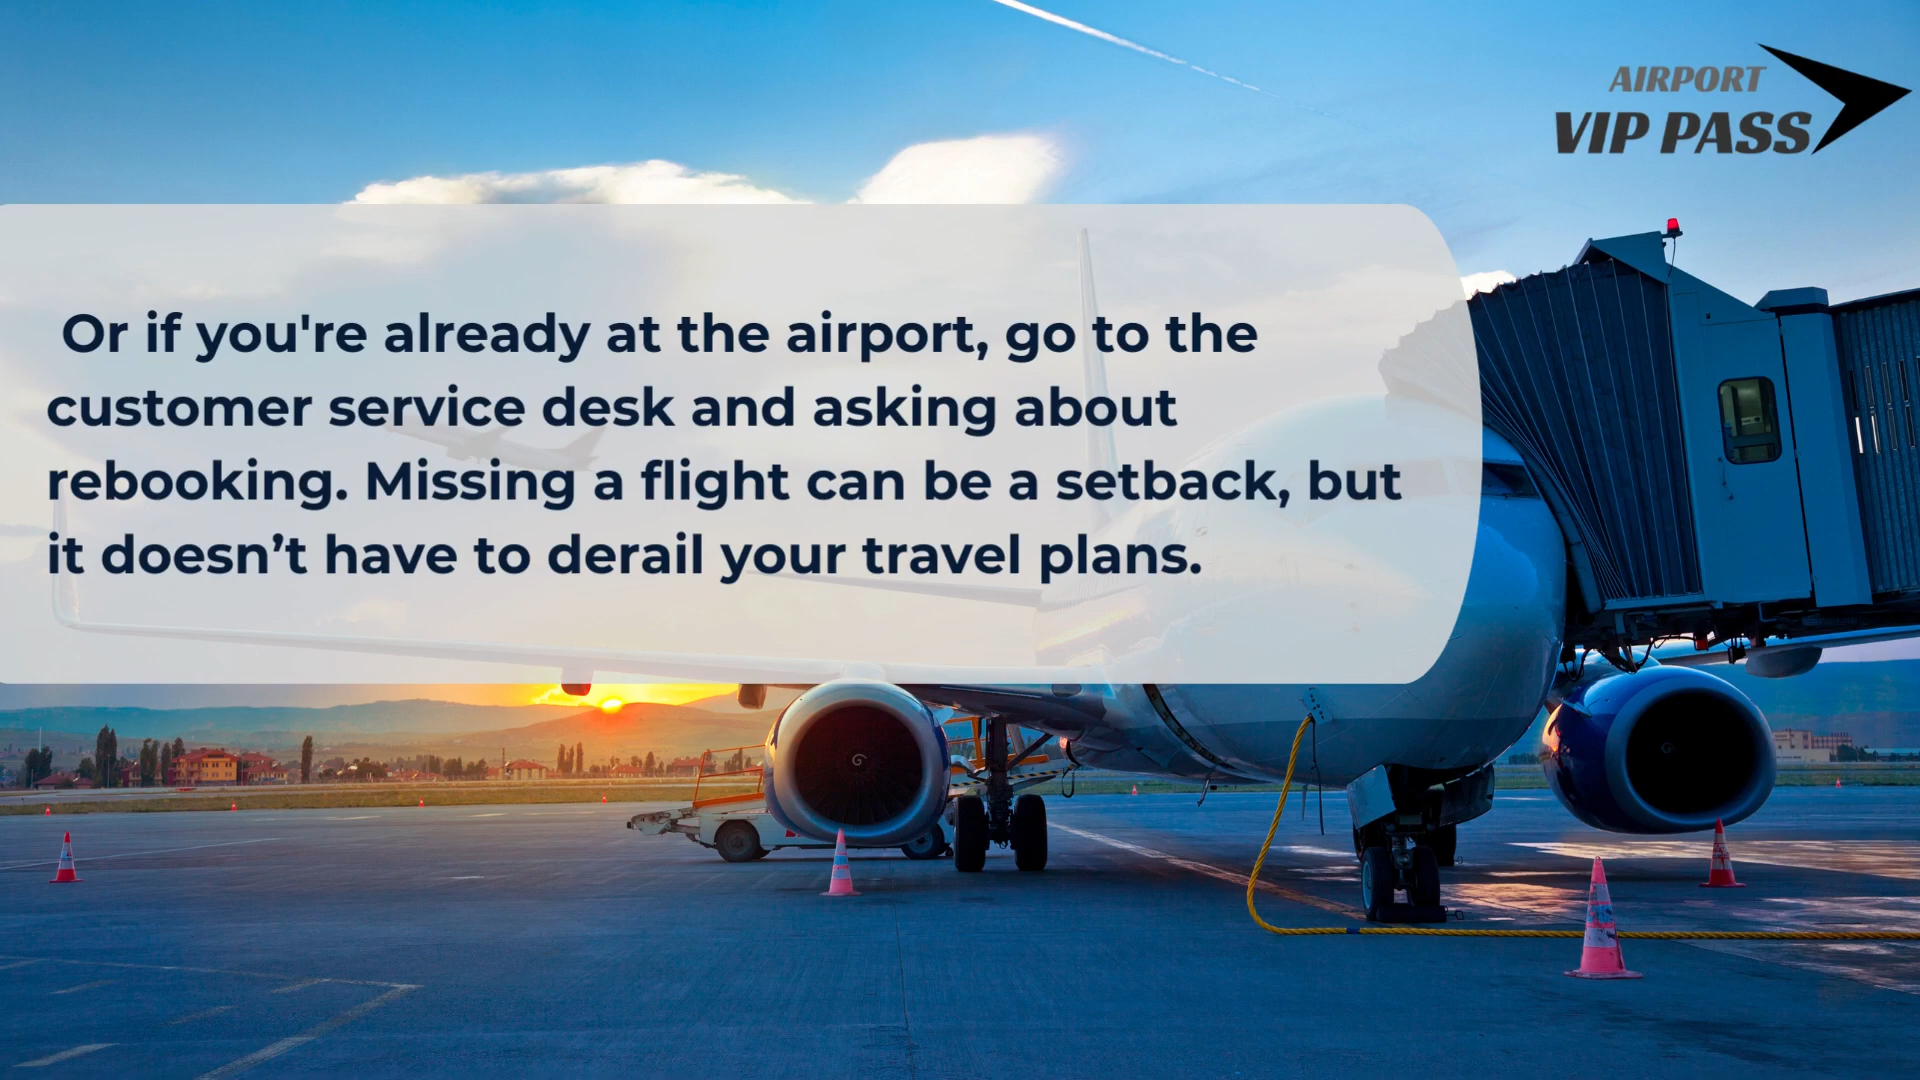 AIRPORT
VIP PASS
Or if you're already at the airport, go to the
customer service desk and asking about
rebooking. Missing a flight can be a setback, but
it doesn’t have to derail your travel plans.